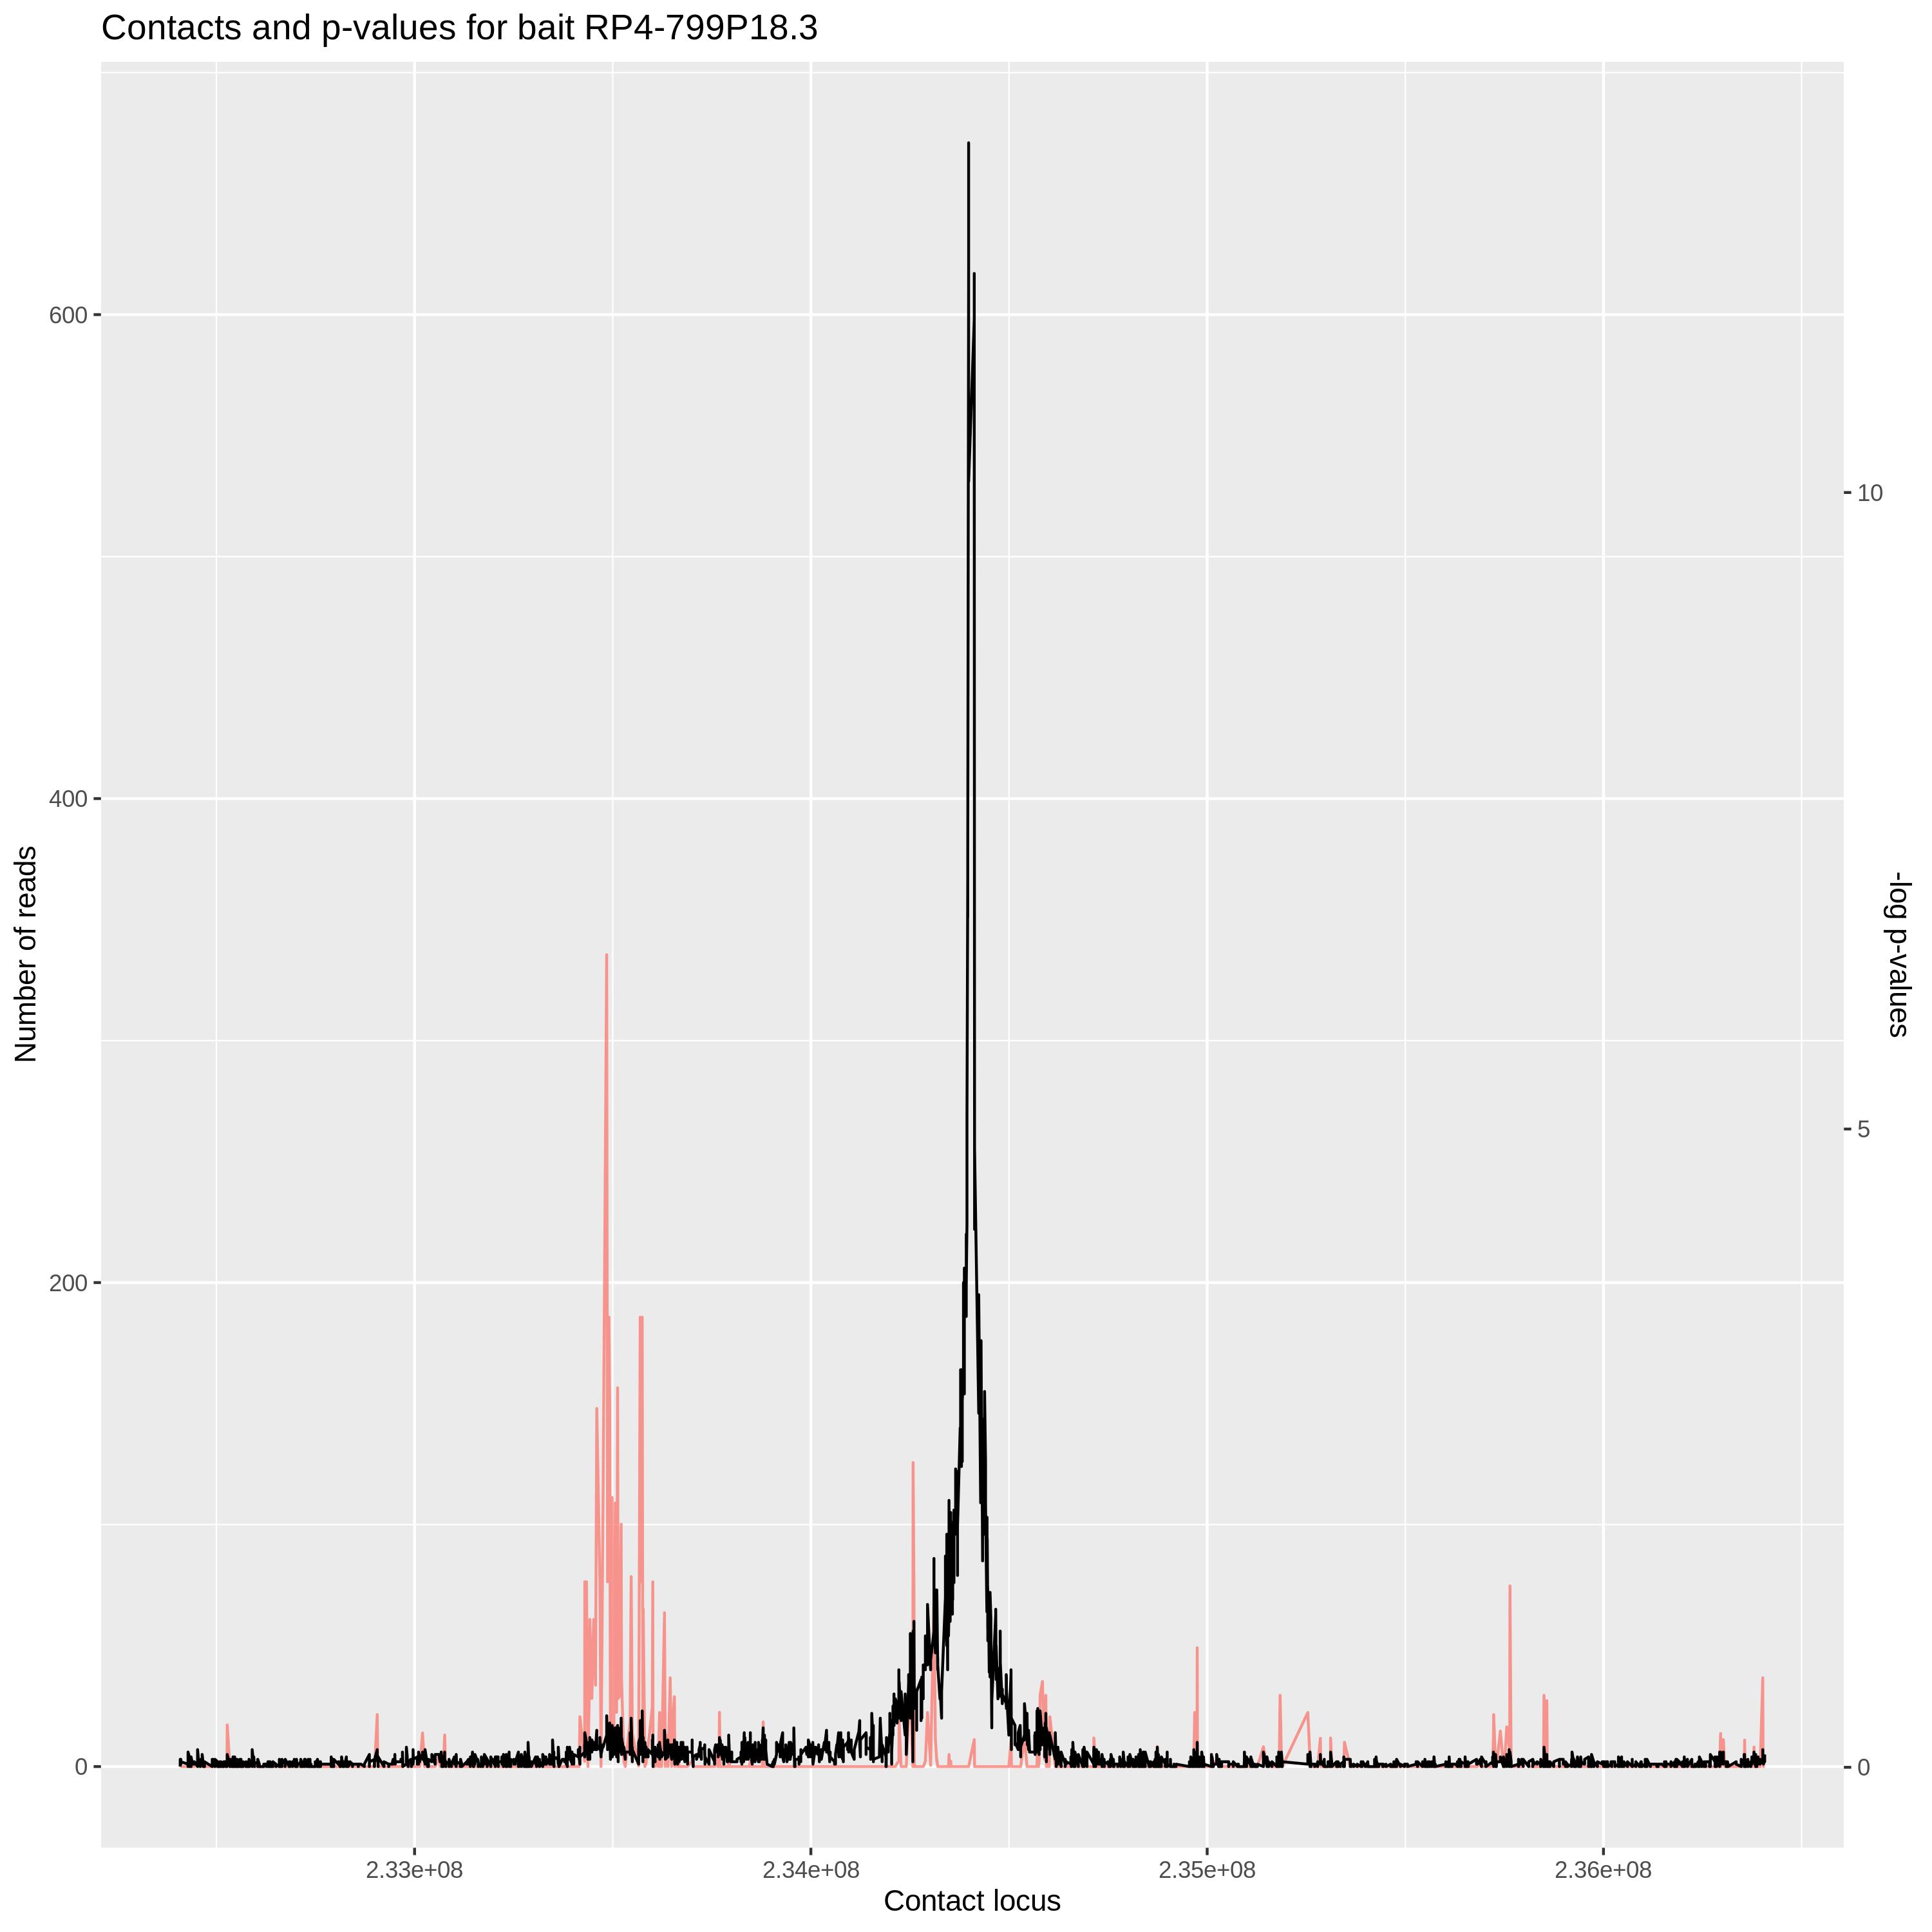 Contacts and p-values for bait RP4-799P18.3
600
400
200
0
Number of reads
10
5
0
-log p-values
2.33e+08
2.34e+08
2.35e+08
2.36e+08
Contact locus